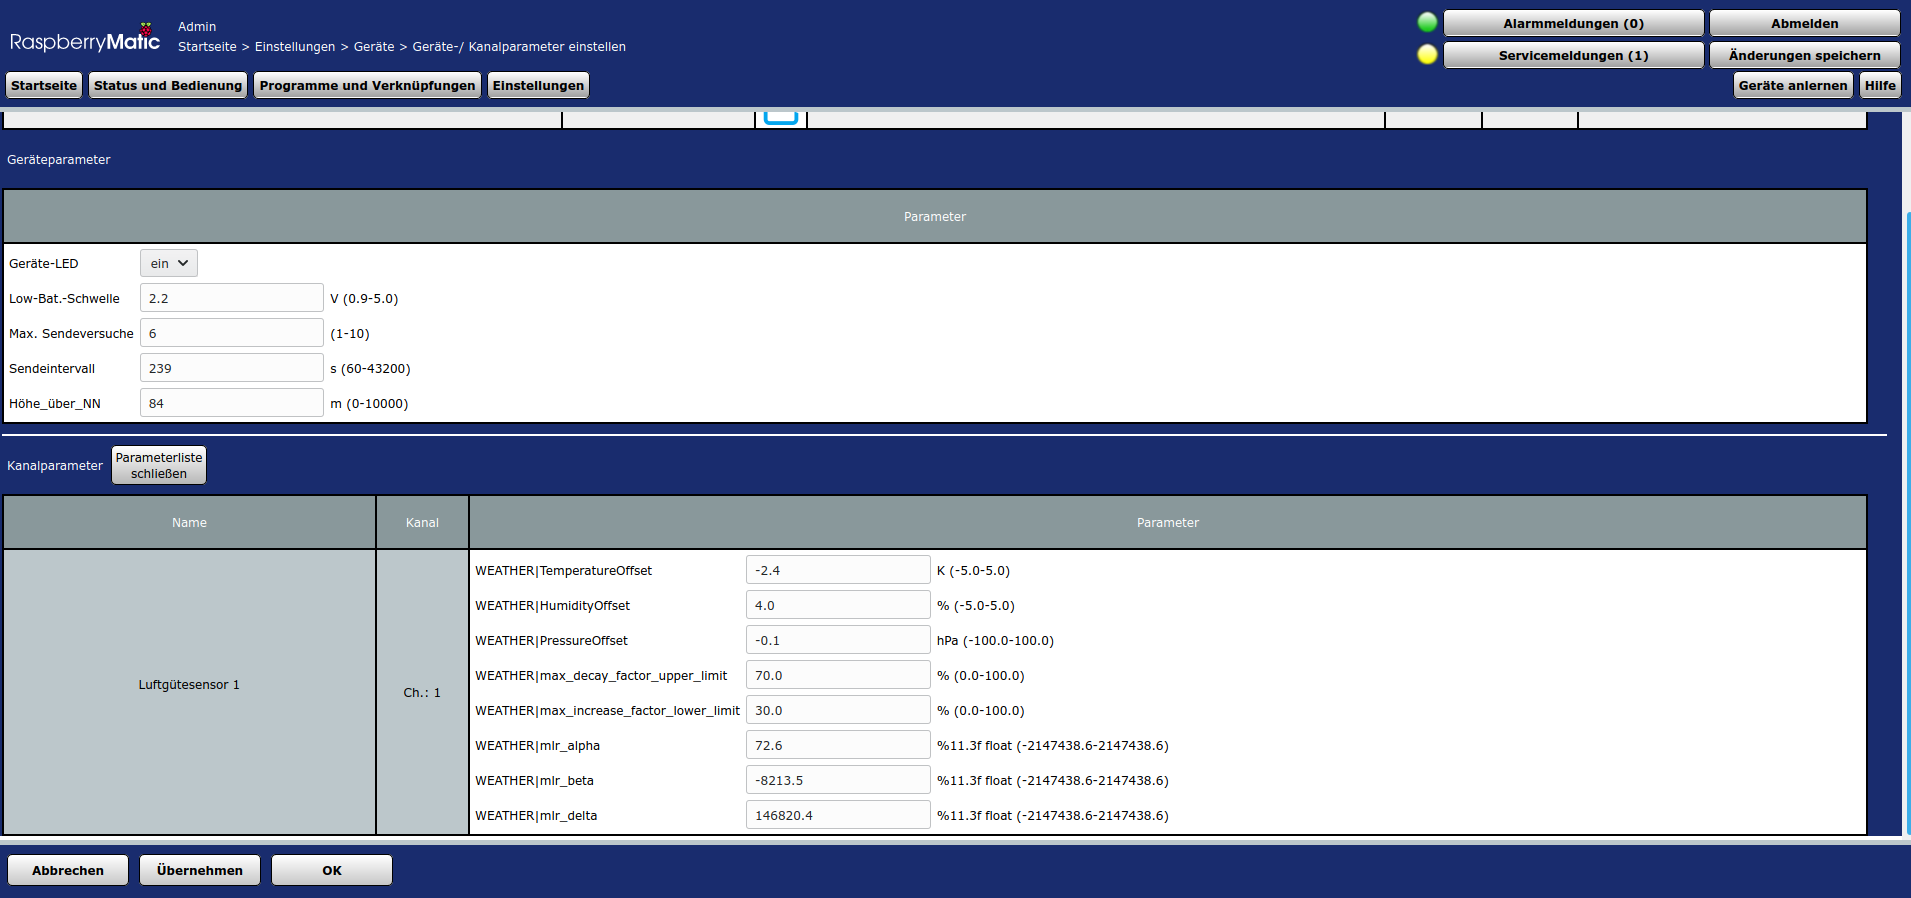 RaspberryMatic
Admin
Startseite > Einstellungen > Geräte > Geräte-/ Kanalparameter einstellen
Alarmmeldungen (0)
Abmelden
Servicemeldungen (1)
Änderungen speichern
Startseite
Status und Bedienung
Programme und Verknüpfungen
Einstellungen
Geräte anlernen
Hilfe
Geräteparameter
Parameter
Geräte-LED ein
Low-Bat.-Schwelle 2.2 V (0.9-5.0)
Max. Sendeversuche 6 (1-10)
Sendeintervall 239 s (60-43200)
Höhe_über_NN 84 m (0-10000)
Kanalparameter
Parameterliste
schließen
Name Kanal Parameter
Luftgütesensor 1
Ch.: 1
WEATHER|TemperatureOffset -2.4 K (-5.0-5.0)
WEATHER|HumidityOffset 4.0 % (-5.0-5.0)
WEATHER|PressureOffset -0.1 hPa (-100.0-100.0)
WEATHER|max_decay_factor_upper_limit 70.0 % (0.0-100.0)
WEATHER|max_increase_factor_lower_limit 30.0 % (0.0-100.0)
WEATHER|mlr_alpha 72.6 %11.3f float (-2147438.6-2147438.6)
WEATHER|mlr_beta -8213.5 %11.3f float (-2147438.6-2147438.6)
WEATHER|mlr_delta 146820.4 %11.3f float (-2147438.6-2147438.6)
Abbrechen
Übernehmen
OK